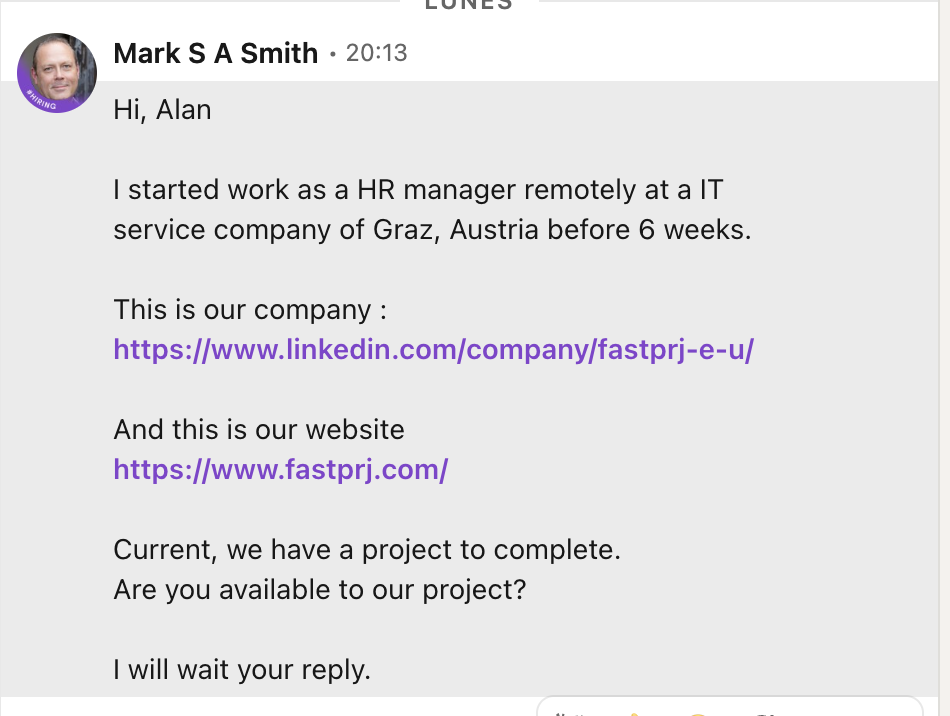 LUNES
Mark S A Smith • 20:13
#HIRING
Hi, Alan
I started work as a HR manager remotely at a IT
service company of Graz, Austria before 6 weeks.
This is our company :
https://www.linkedin.com/company/fastprj-e-u/
And this is our website
https://www.fastprj.com/
Current, we have a project to complete.
Are you available to our project?
I will wait your reply.